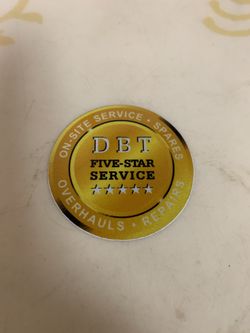 ON-SITE SERVICE • SPARES
DBT
FIVE-STAR
SERVICE
OVERHAULS • REPAIRS